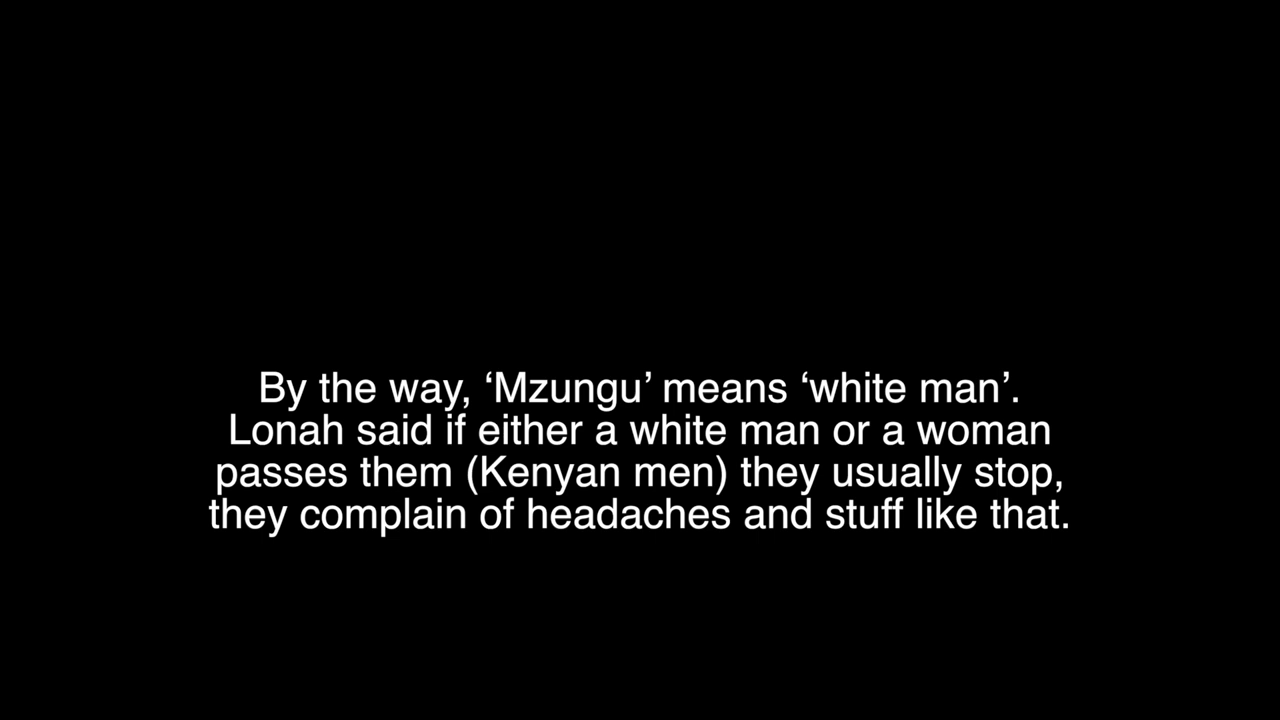 By the way, ‘Mzungu’ means ‘white man’.
Lonah said if either a white man or a woman
passes them (Kenyan men) they usually stop,
they complain of headaches and stuff like that.